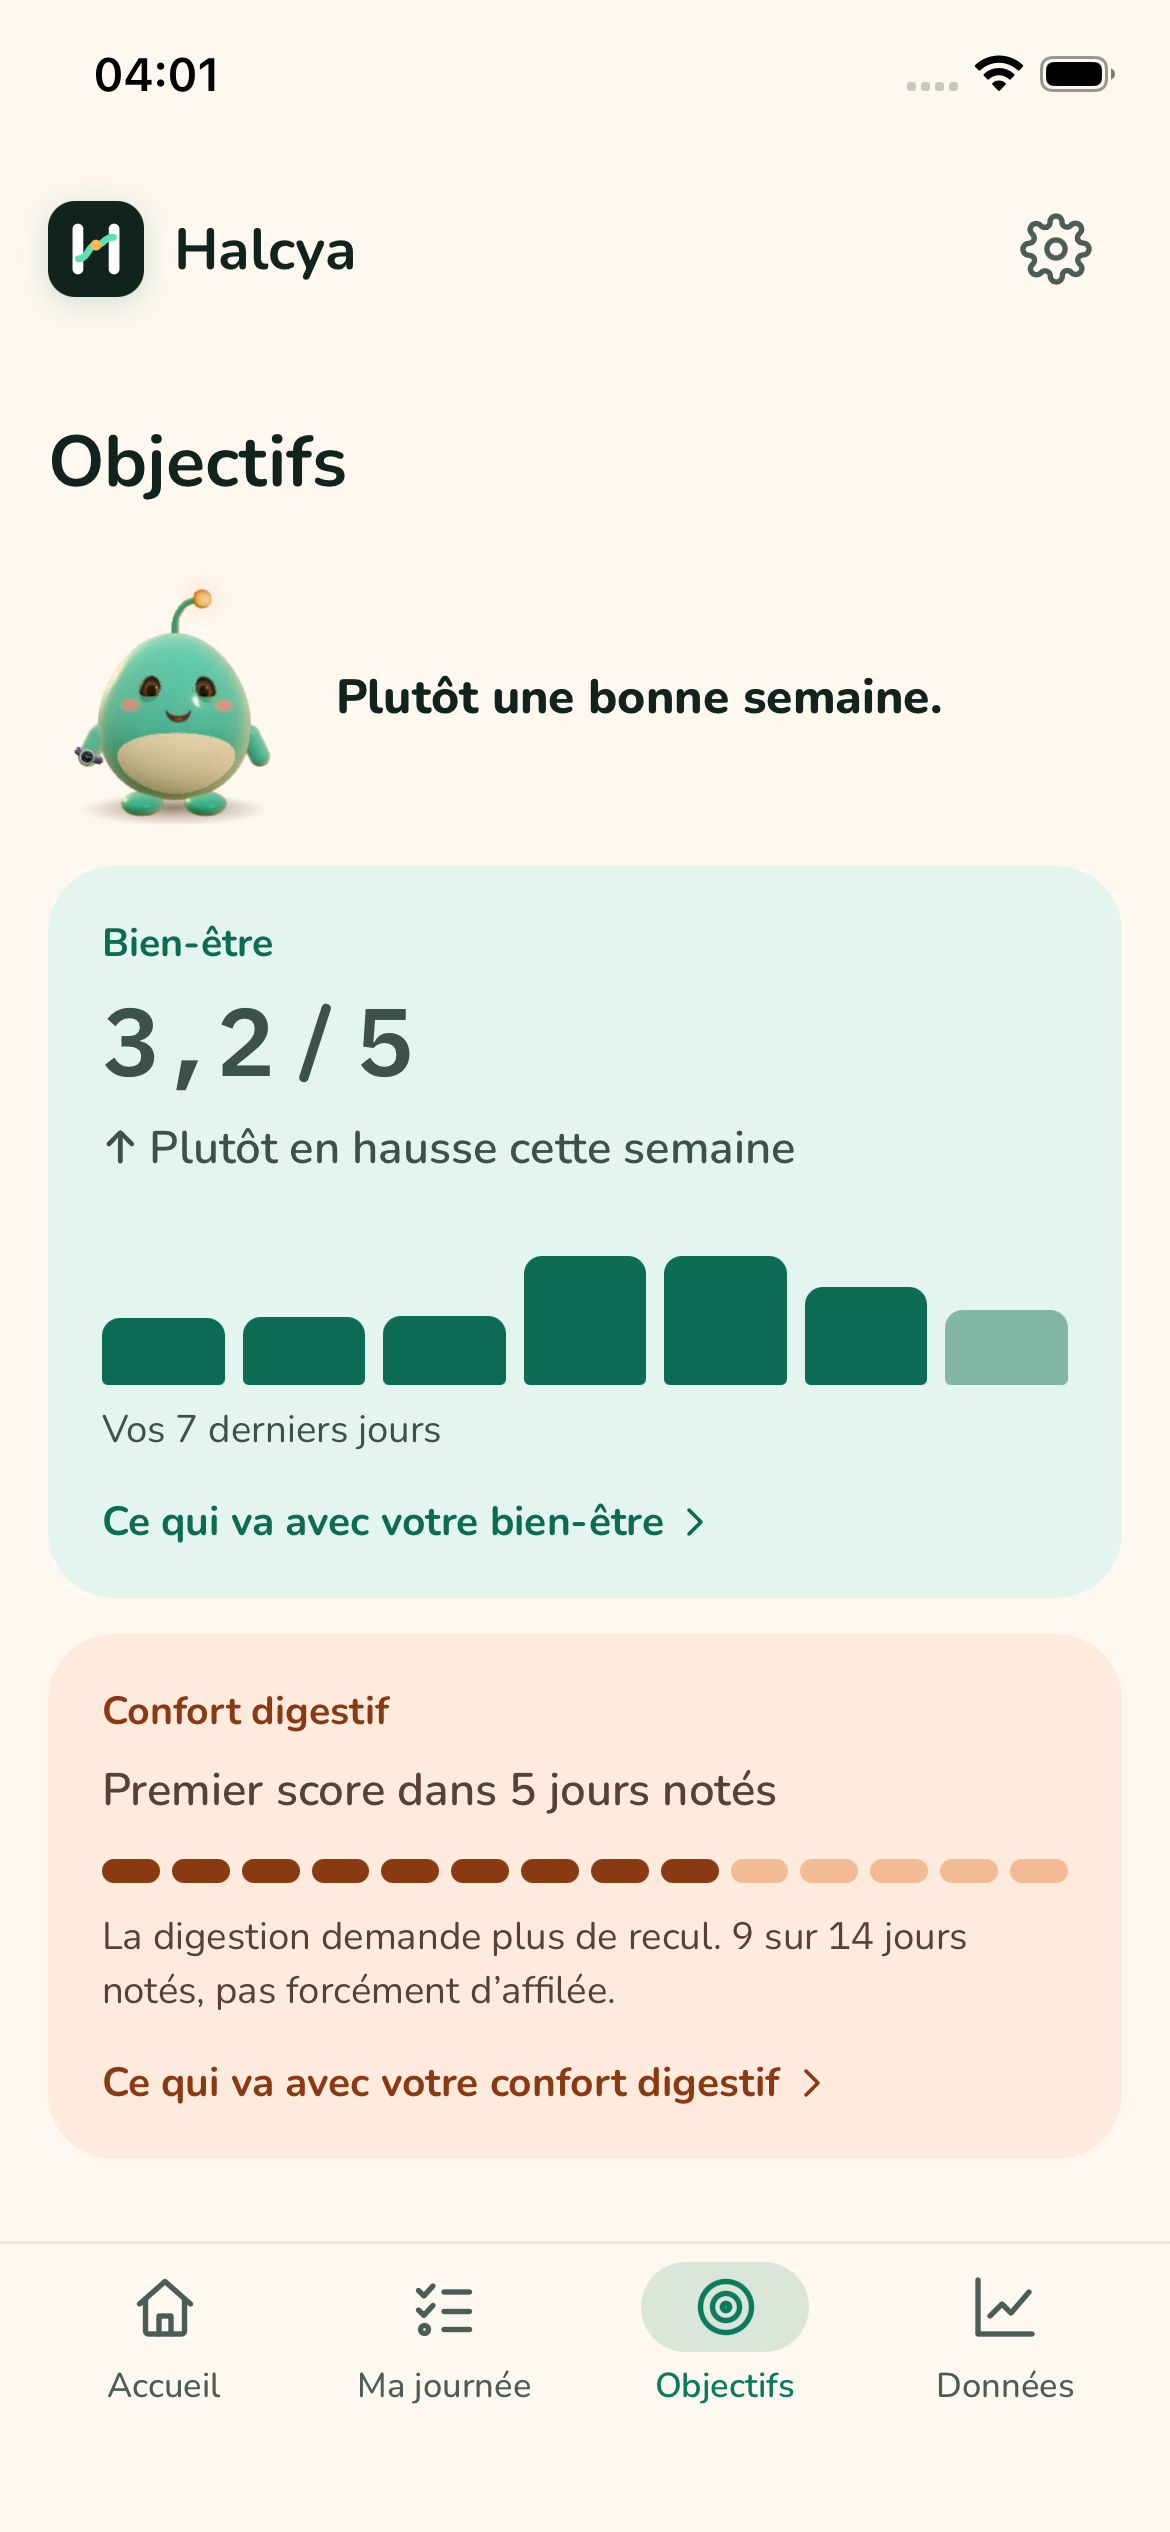 04:01
Halcya
Objectifs
Plutôt une bonne semaine.
Bien-être
3,2/5
↑ Plutôt en hausse cette semaine
Vos 7 derniers jours
Ce qui va avec votre bien-être
Confort digestif
Premier score dans 5 jours notés
La digestion demande plus de recul. 9 sur 14 jours
notés, pas forcément d’affilée.
Ce qui va avec votre confort digestif
Accueil
Ma journée
Objectifs
Données